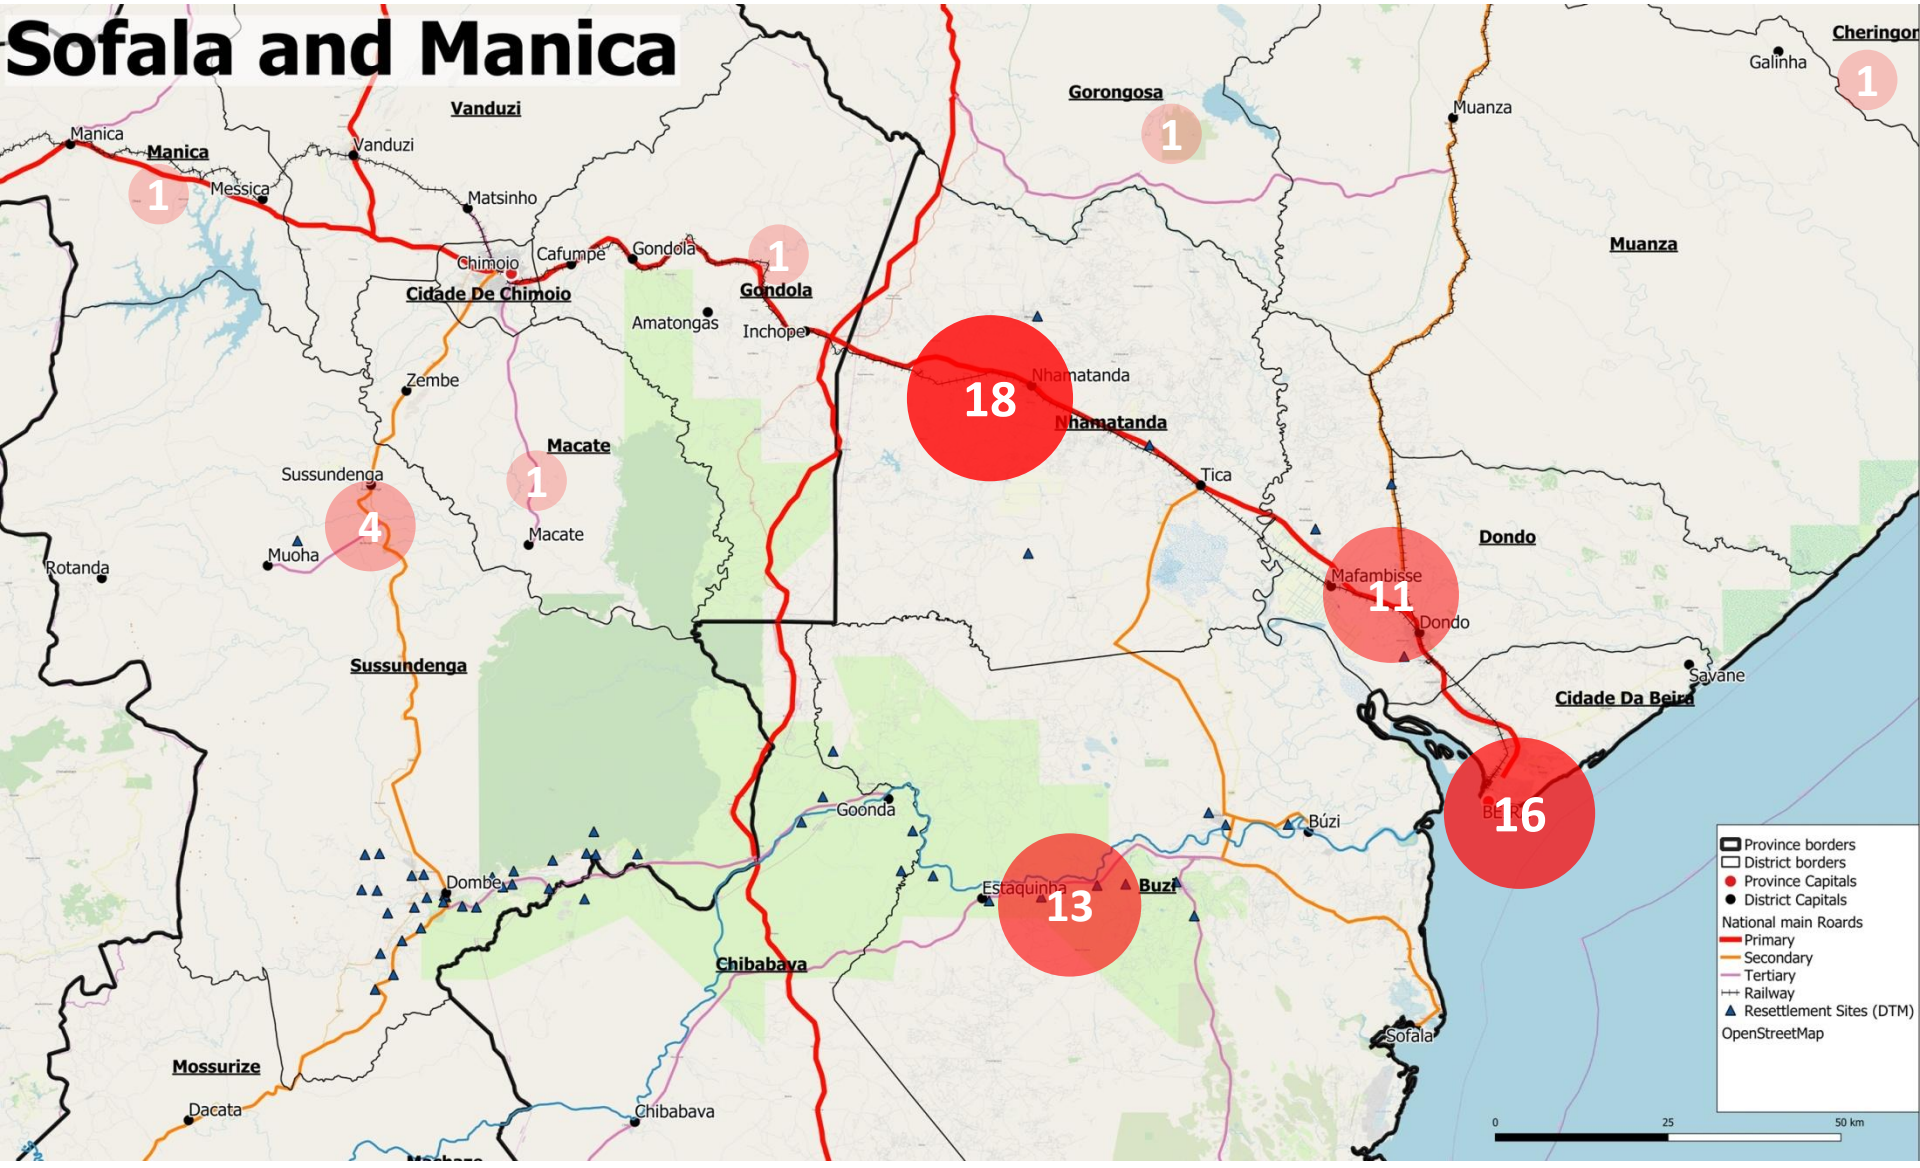 Sofala and Manica
Cheringon
Galinha
1
Vanduzi
Gorongosa
1
Muanza
Manica
Manica
Vanduzi
1
Messica
Matsinho
Muanza
Chimoio
Cafumpe
Gondola
1
Cidade De Chimoio
Gondola
Amatongas
Inchope
Zembe
18
Nhamatanda
Nhamatanda
Macate
Sussundenga
1
Tica
4
Macate
Muoha
Rotanda
Dondo
Mafambisse
11
Dondo
Sussundenga
Savane
Cidade Da Beira
Goonda
16
Búzi
Dombe
Estaquinha
Buzi
13
Chibabava
Sofala
Mossurize
Dacata
Chibabava
Province borders
District borders
Province Capitals
District Capitals
National main Roards
Primary
Secondary
Tertiary
Railway
Resettlement Sites (DTM)
OpenStreetMap
0 25 50 km